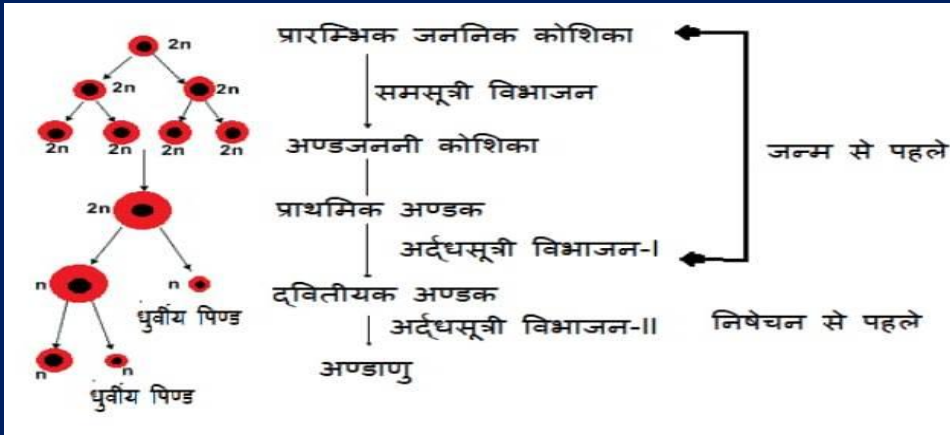 2n
प्रारम्भिक जननिक कोशिका
2n
2n
समसूत्री विभाजन
2n
2n
2n
2n
अण्डजननी कोशिका
जन्म से पहले
2n
प्राथमिक अण्डक
अर्द्धसूत्री विभाजन-I
n
n
द्वितीयक अण्डक
ध्रुवीय पिण्ड
अर्द्धसूत्री विभाजन-II
निषेचन से पहले
n
n
अण्डाणु
ध्रुवीय पिण्ड